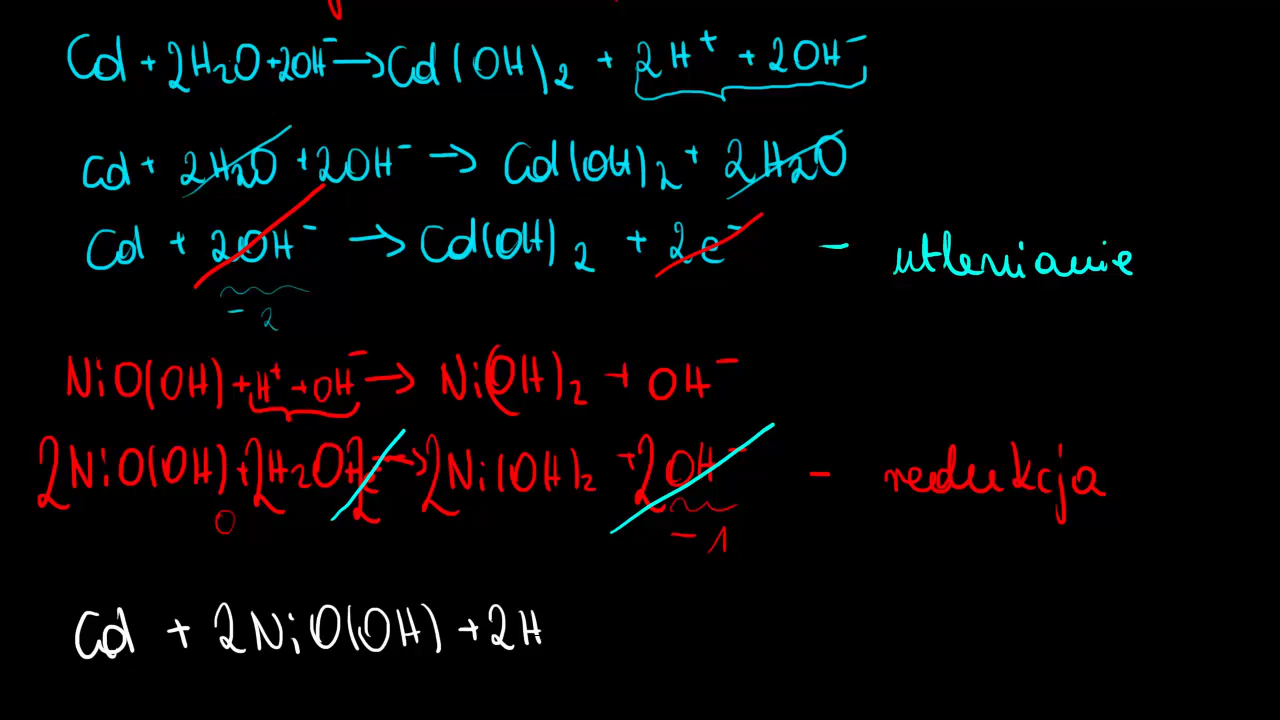 Cd + 2H₂O + 2OH⁻ → Cd(OH)₂ + 2H⁺ + 2OH⁻
Cd + 2H₂O + 2OH⁻ → Cd(OH)₂ + 2H₂O
Cd + 2OH⁻ → Cd(OH)₂ + 2e⁻ - utlenianie
-2
NiO(OH) + H⁺ + OH⁻ → Ni(OH)₂ + OH⁻
2NiO(OH) + 2H₂O + 2e⁻ → 2Ni(OH)₂ + 2OH⁻ - redukcja
0 -1
Cd + 2NiO(OH) + 2H